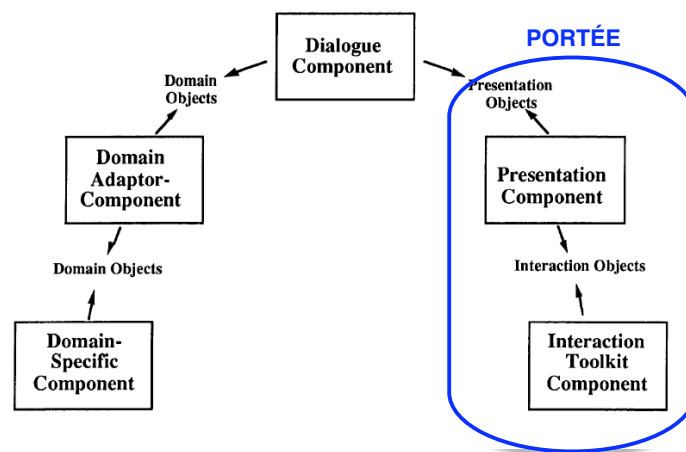 PORTÉE
Dialogue
Component
Domain
Objects
Presentation
Objects
Domain
Adaptor-
Component
Presentation
Component
Domain Objects
Interaction Objects
Domain-
Specific
Component
Interaction
Toolkit
Component